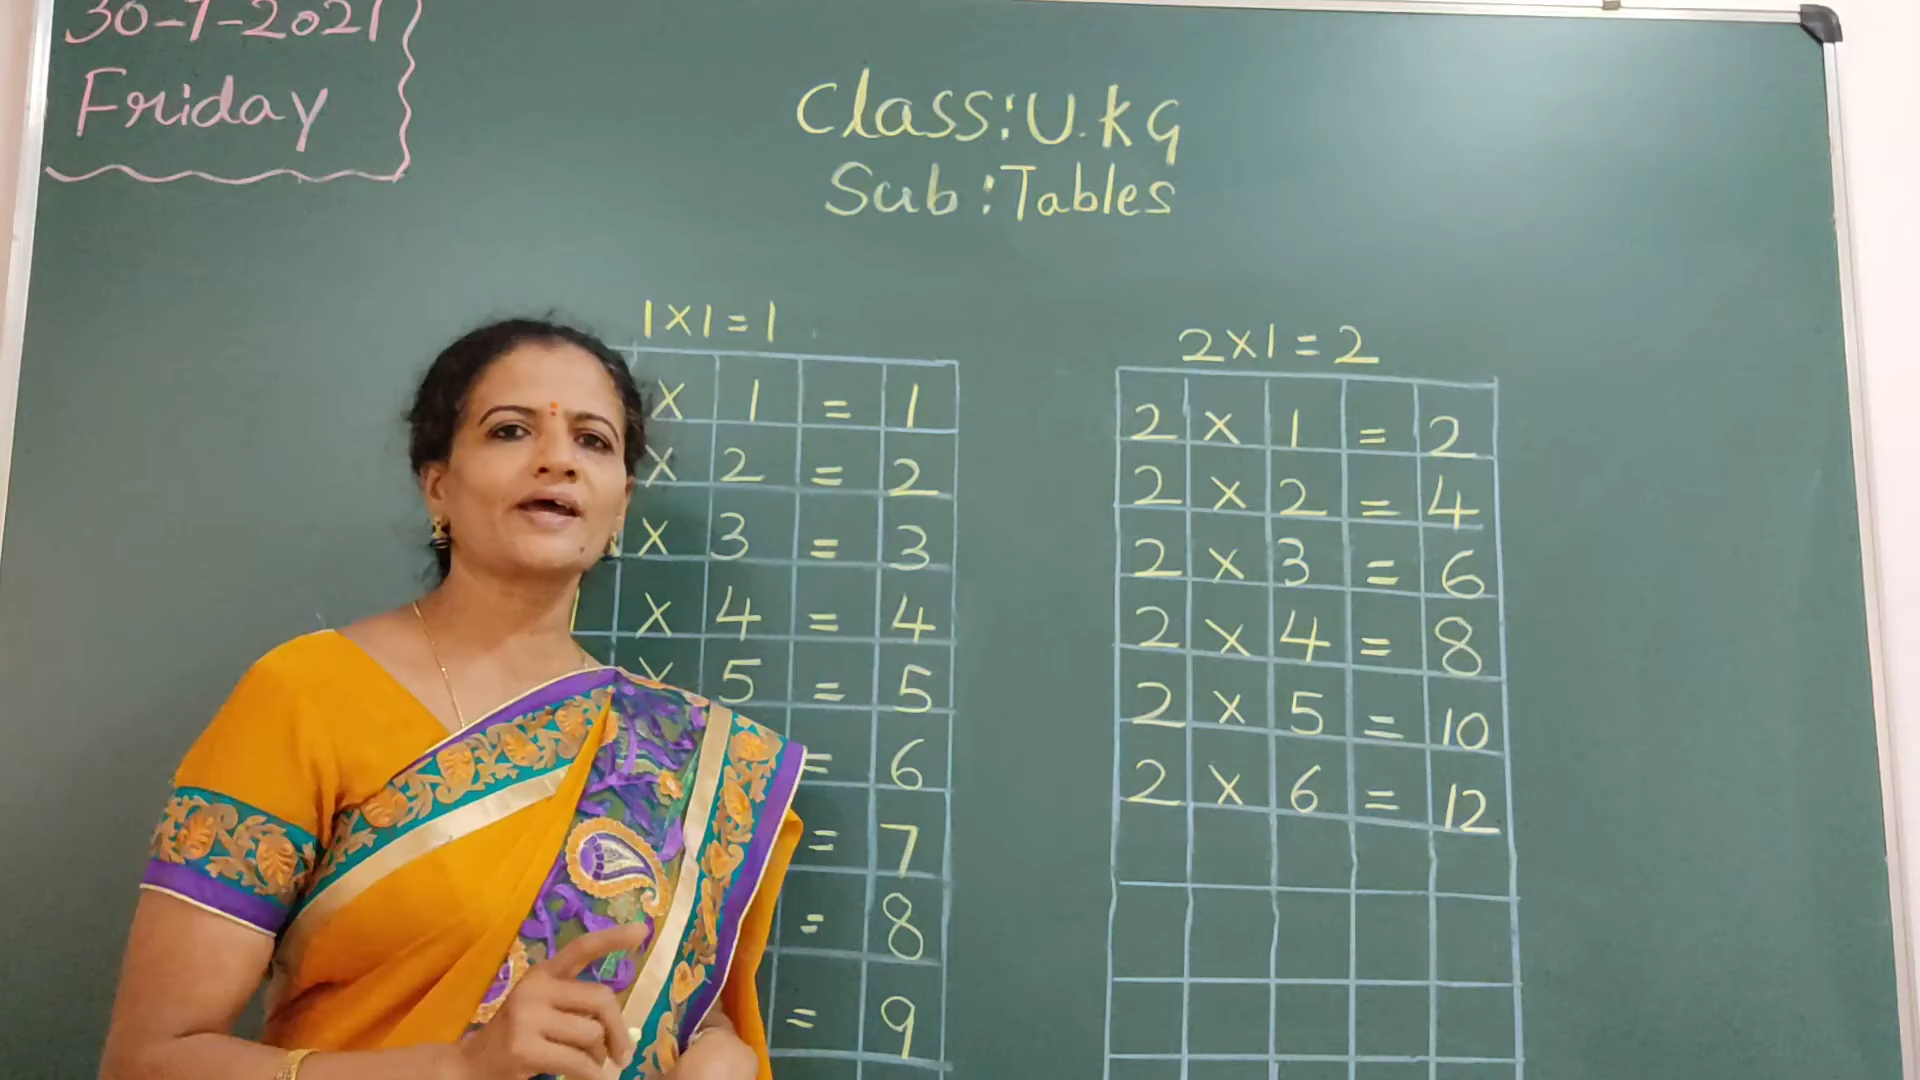 30-7-2021
Friday
Class: U.KG
Sub: Tables
1x1=1
x 1 = 1
x 2 = 2
x 3 = 3
x 4 = 4
x 5 = 5
= 6
= 7
= 8
= 9
2x1=2
2 x 1 = 2
2 x 2 = 4
2 x 3 = 6
2 x 4 = 8
2 x 5 = 10
2 x 6 = 12